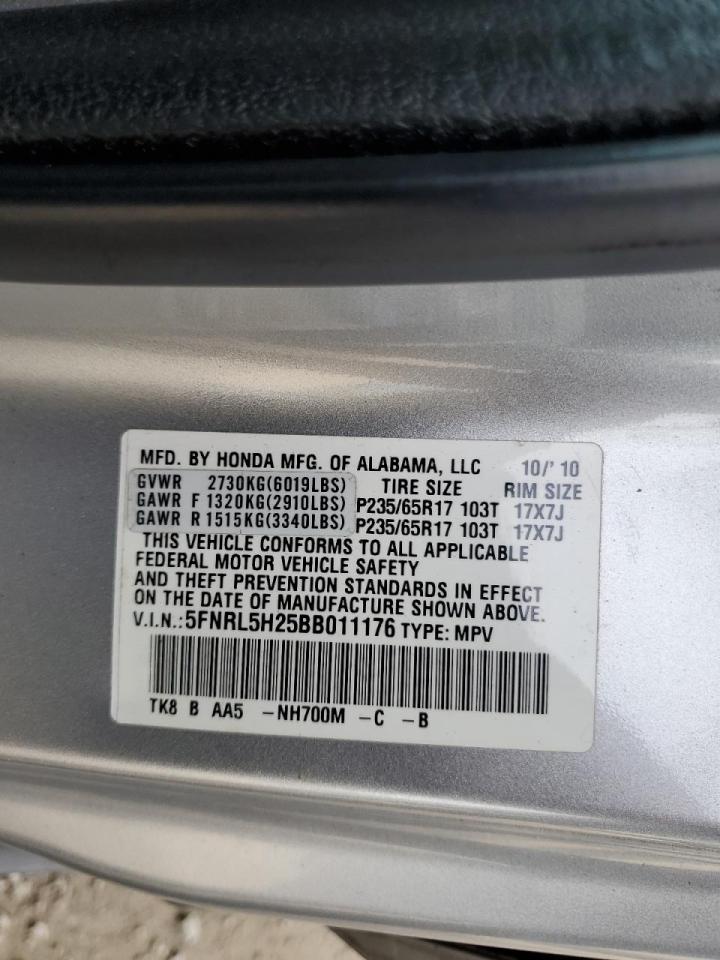 MFD. BY HONDA MFG. OF ALABAMA, LLC 10/'10
GVWR 2730KG(6019LBS) TIRE SIZE RIM SIZE
GAWR F 1320KG(2910LBS) P235/65R17 103T 17X7J
GAWR R 1515KG(3340LBS) P235/65R17 103T 17X7J
THIS VEHICLE CONFORMS TO ALL APPLICABLE
FEDERAL MOTOR VEHICLE SAFETY
AND THEFT PREVENTION STANDARDS IN EFFECT
ON THE DATE OF MANUFACTURE SHOWN ABOVE.
V.I.N.:5FNRL5H25BB011176 TYPE: MPV
TK8 B AA5 -NH700M -C -B